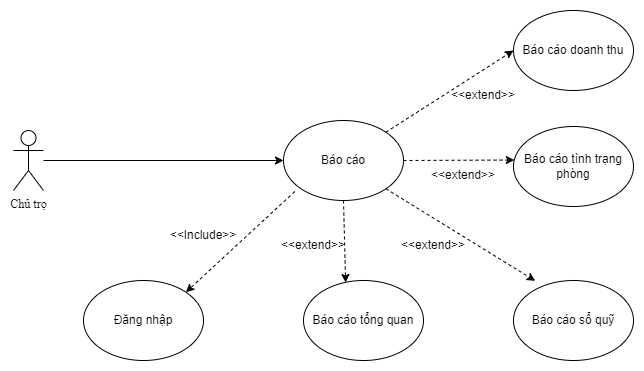 Báo cáo doanh thu
<<extend>>
Báo cáo
Báo cáo tình trạng
phòng
<<extend>>
Chủ trọ
<<Include>>
<<extend>>
<<extend>>
Đăng nhập
Báo cáo tổng quan
Báo cáo sổ quỹ